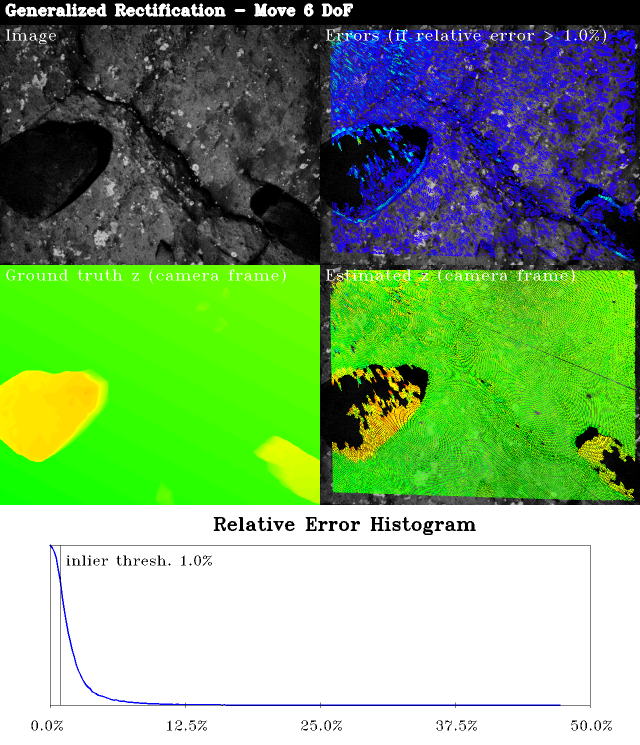 Generalized Rectification - Move 6 DoF
Image
Errors (if relative error > 1.0%)
Ground truth z (camera frame)
Estimated z (camera frame)
Relative Error Histogram
inlier thresh. 1.0%
0.0%
12.5%
25.0%
37.5%
50.0%